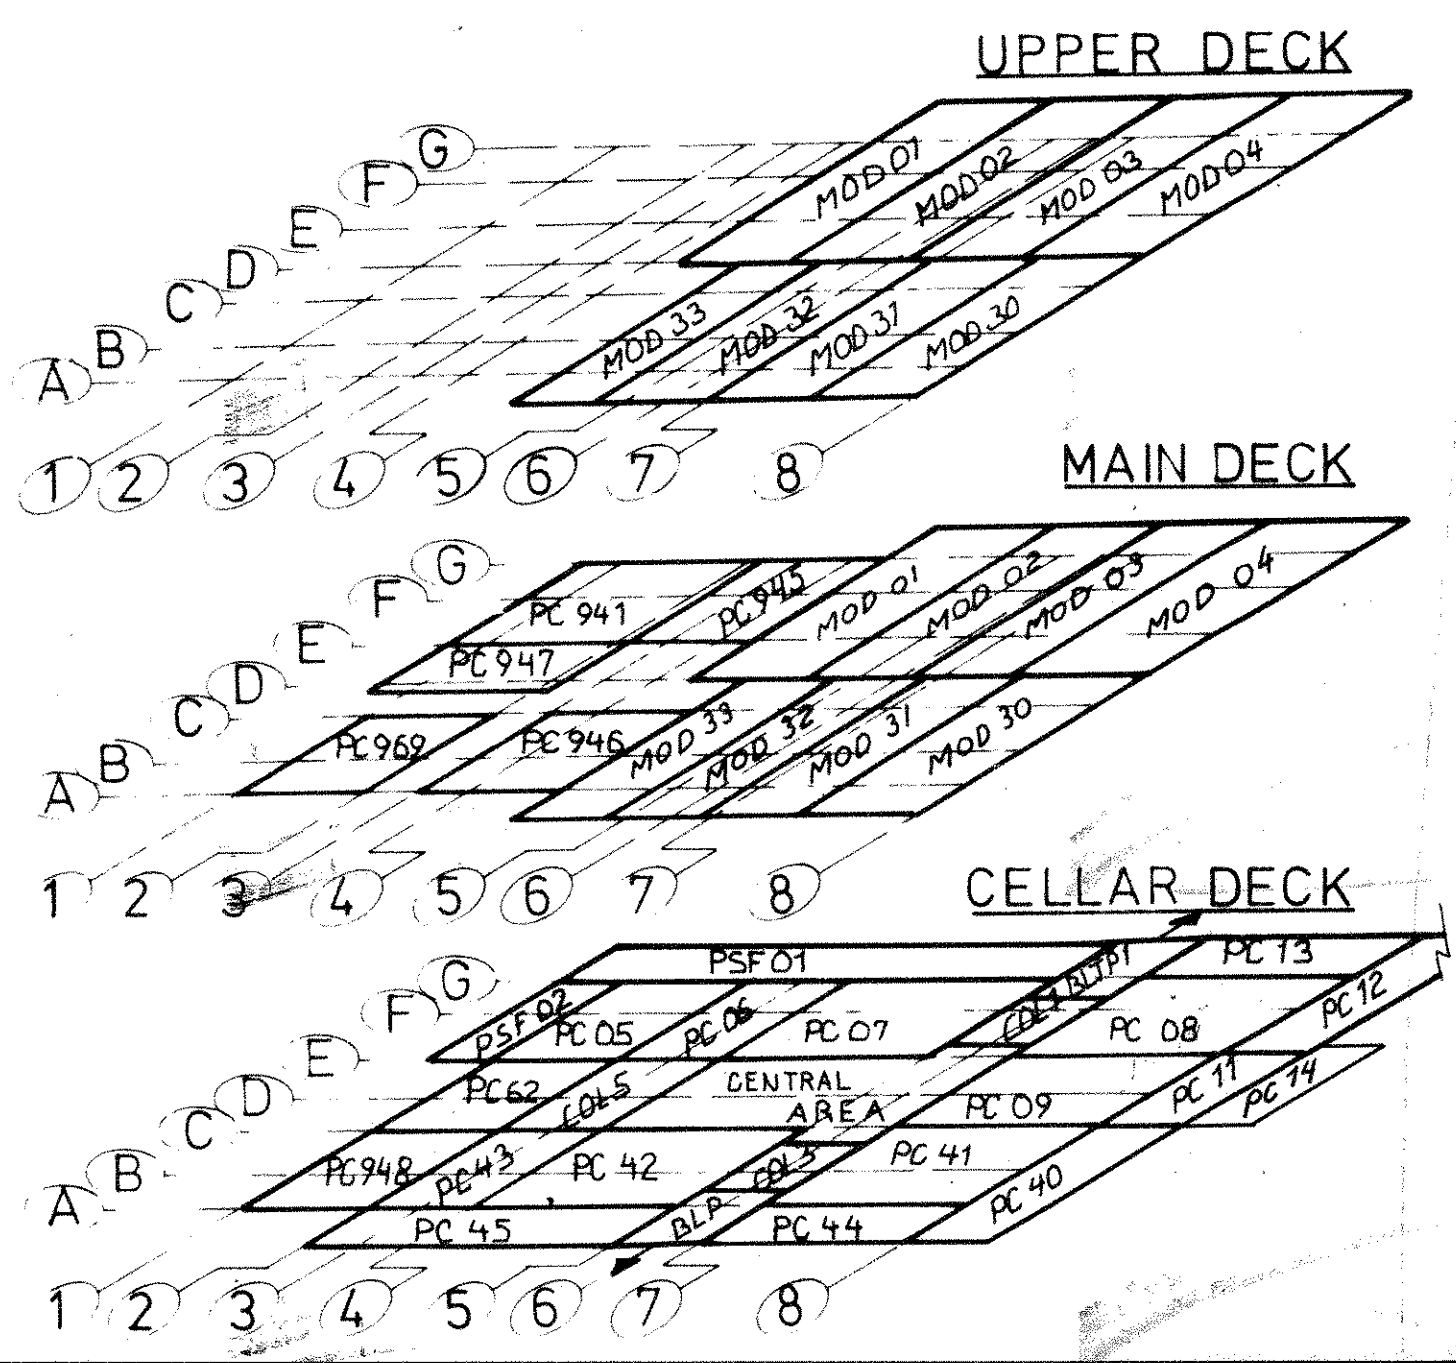 UPPER DECK
G
F
E
D
C
B
A
MOD 01
MOD 02
MOD 03
MOD 04
MOD 33
MOD 32
MOD 31
MOD 30
1 2 3 4 5 6 7 8
MAIN DECK
G
F
E
D
C
B
A
PC 941
PC 945
PC 947
PC 969
PC 946
MOD 01
MOD 02
MOD 03
MOD 04
MOD 33
MOD 32
MOD 31
MOD 30
1 2 3 4 5 6 7 8
CELLAR DECK
G
F
E
D
C
B
A
PSF 01
PC 13
PSF 02
PC 05
PC 06
PC 07
PC 08
PC 12
PC 62
CENTRAL
AREA
PC 09
PC 11
PC 14
PC 948
PC 43
PC 42
PC 41
PC 40
PC 45
BLP
PC 44
1 2 3 4 5 6 7 8